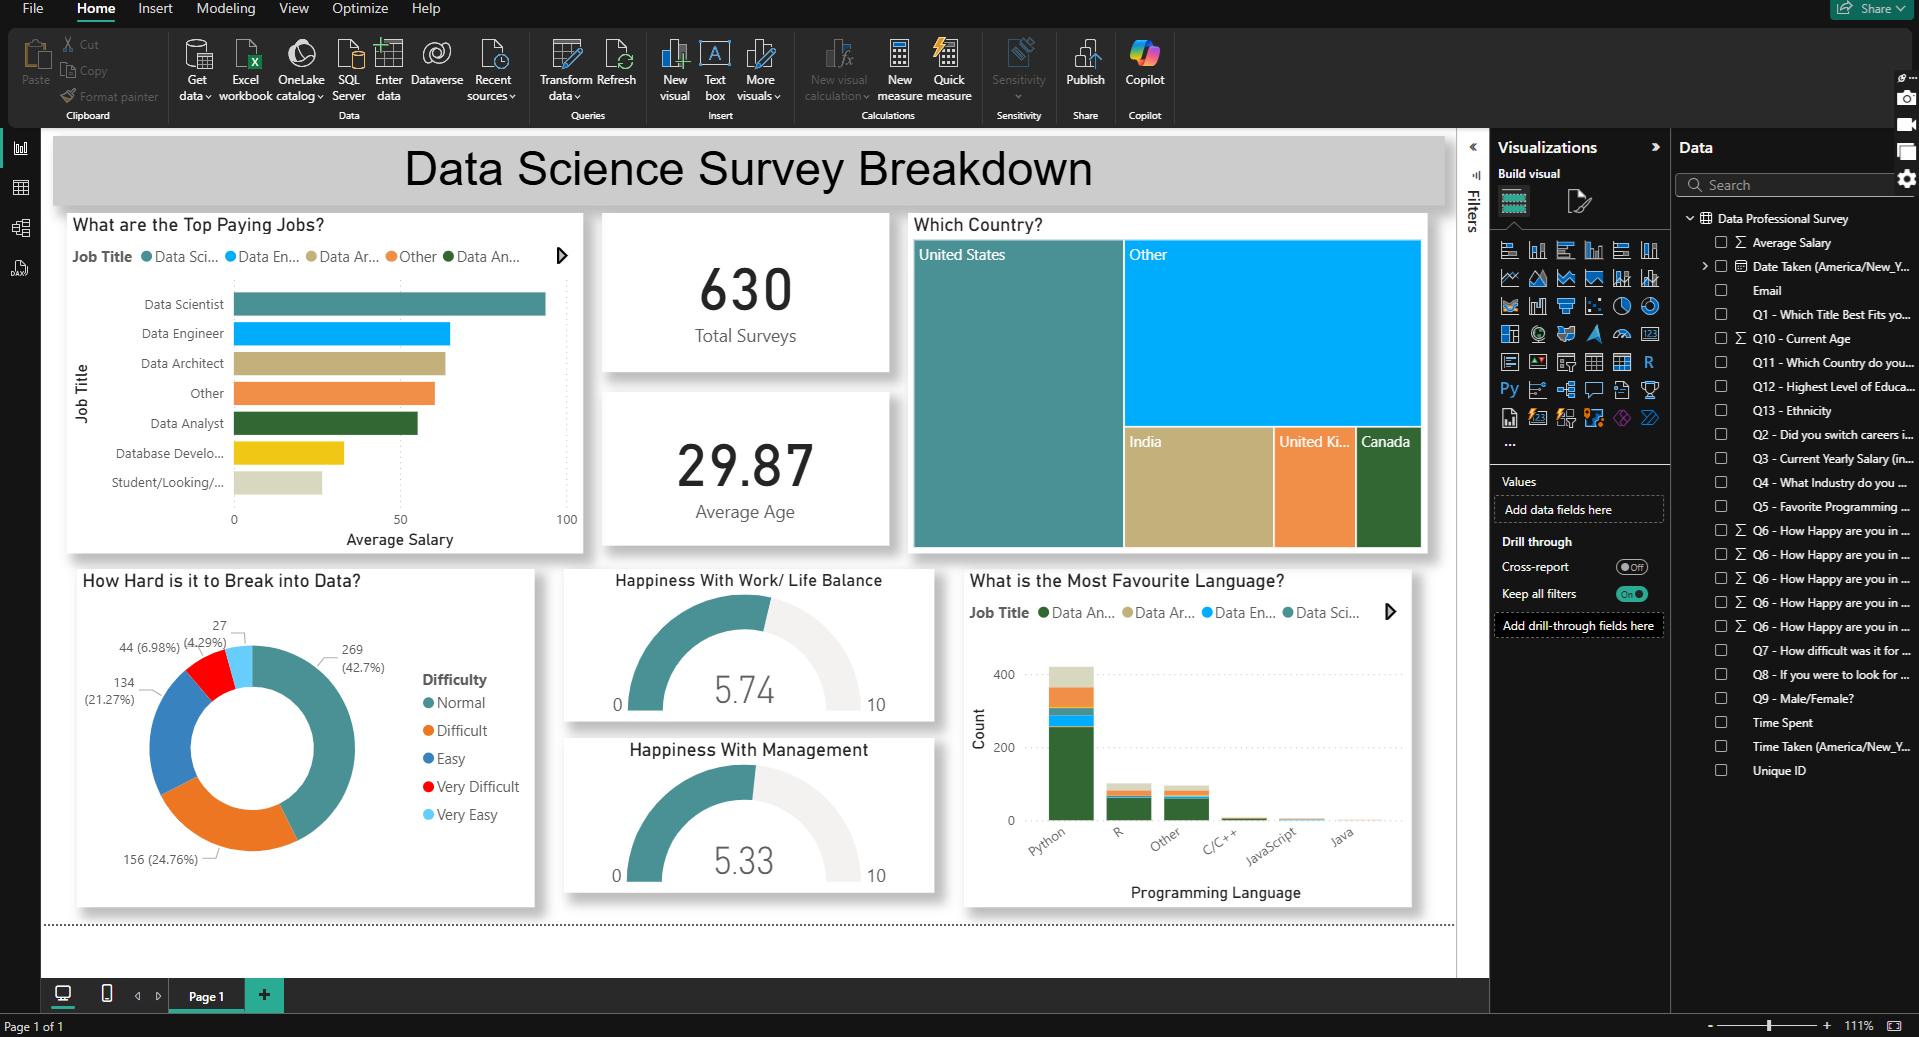 File Home Insert Modeling View Optimize Help
Share
Paste
Cut
Copy
Format painter
Clipboard
Get data
Excel workbook
OneLake catalog
SQL Server
Enter data
Dataverse
Recent sources
Data
Transform data
Refresh
Queries
New visual
Text box
More visuals
Insert
New visual calculation
New measure
Quick measure
Calculations
Sensitivity
Sensitivity
Publish
Share
Copilot
Copilot
Data Science Survey Breakdown
What are the Top Paying Jobs?
Job Title Data Sci... Data En... Data Ar... Other Data An...
Job Title
Data Scientist
Data Engineer
Data Architect
Other
Data Analyst
Database Develo...
Student/Looking/...
0 50 100
Average Salary
630
Total Surveys
29.87
Average Age
Which Country?
United States
Other
India
United Ki...
Canada
How Hard is it to Break into Data?
27
(4.29%)
44 (6.98%)
134
(21.27%)
269
(42.7%)
156 (24.76%)
Difficulty
Normal
Difficult
Easy
Very Difficult
Very Easy
Happiness With Work/ Life Balance
5.74
0 10
Happiness With Management
5.33
0 10
What is the Most Favourite Language?
Job Title Data An... Data Ar... Data En... Data Sci...
Count
400
200
0
Python R Other C/C++ JavaScript Java
Programming Language
Filters
Visualizations
Build visual
R
Py
123
...
Values
Add data fields here
Drill through
Cross-report Off
Keep all filters On
Add drill-through fields here
Data
Search
Data Professional Survey
Average Salary
Date Taken (America/New_Y...
Email
Q1 - Which Title Best Fits yo...
Q10 - Current Age
Q11 - Which Country do you...
Q12 - Highest Level of Educa...
Q13 - Ethnicity
Q2 - Did you switch careers i...
Q3 - Current Yearly Salary (in...
Q4 - What Industry do you ...
Q5 - Favorite Programming ...
Q6 - How Happy are you in ...
Q6 - How Happy are you in ...
Q6 - How Happy are you in ...
Q6 - How Happy are you in ...
Q6 - How Happy are you in ...
Q7 - How difficult was it for ...
Q8 - If you were to look for ...
Q9 - Male/Female?
Time Spent
Time Taken (America/New_Y...
Unique ID
Page 1
Page 1 of 1
111%